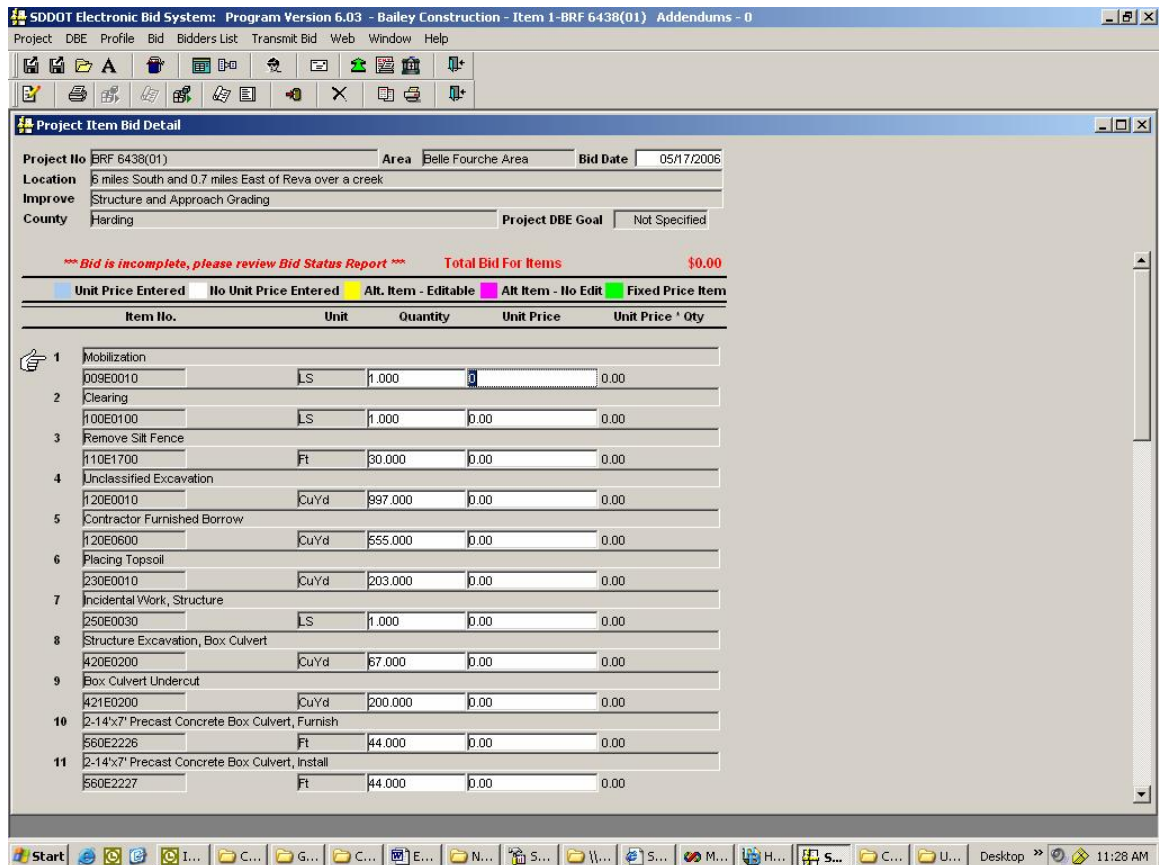 SDDOT Electronic Bid System: Program Version 6.03 - Bailey Construction - Item 1-BRF 6438(01) Addendums - 0
Project DBE Profile Bid Bidders List Transmit Bid Web Window Help
A
Project Item Bid Detail
Project No BRF 6438(01) Area Belle Fourche Area Bid Date 05/17/2006
Location 6 miles South and 0.7 miles East of Reva over a creek
Improve Structure and Approach Grading
County Harding Project DBE Goal Not Specified
*** Bid is incomplete, please review Bid Status Report *** Total Bid For Items $0.00
Unit Price Entered No Unit Price Entered Alt. Item - Editable Alt Item - No Edit Fixed Price Item
Item No. Unit Quantity Unit Price Unit Price * Qty
1 Mobilization
009E0010 LS 1.000 0 0.00
2 Clearing
100E0100 LS 1.000 0.00 0.00
3 Remove Silt Fence
110E1700 Ft 30.000 0.00 0.00
4 Unclassified Excavation
120E0010 CuYd 997.000 0.00 0.00
5 Contractor Furnished Borrow
120E0600 CuYd 555.000 0.00 0.00
6 Placing Topsoil
230E0010 CuYd 203.000 0.00 0.00
7 Incidental Work, Structure
250E0030 LS 1.000 0.00 0.00
8 Structure Excavation, Box Culvert
420E0200 CuYd 67.000 0.00 0.00
9 Box Culvert Undercut
421E0200 CuYd 200.000 0.00 0.00
10 2-14'x7' Precast Concrete Box Culvert, Furnish
560E2226 Ft 44.000 0.00 0.00
11 2-14'x7' Precast Concrete Box Culvert, Install
560E2227 Ft 44.000 0.00 0.00
Start I... C... G... C... E... N... S... \\... S... M... H... S... C... U... Desktop » 11:28 AM